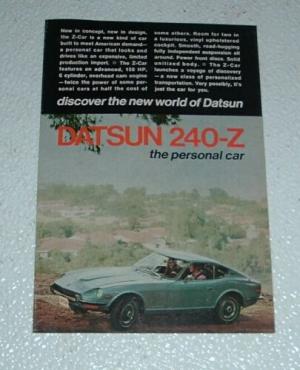 New in concept, new in design,
the Z-Car is a new kind of car
built to meet American demand—
a personal car that looks and
drives like an expensive, limited
production import. The Z-Car
features an advanced, 150 HP,
6 cylinder, overhead cam engine
—twice the power of some per-
sonal cars at half the cost of
some others. Room for two in
a luxurious, vinyl upholstered
cockpit. Smooth, road-hugging
fully independent suspension all
around. Power front discs. Solid
unitized body. The Z-Car
launches a voyage of discovery
— a new class of personalized
transportation. Very possibly, it's
just the car for you.
discover the new world of Datsun
DATSUN 240-Z
the personal car